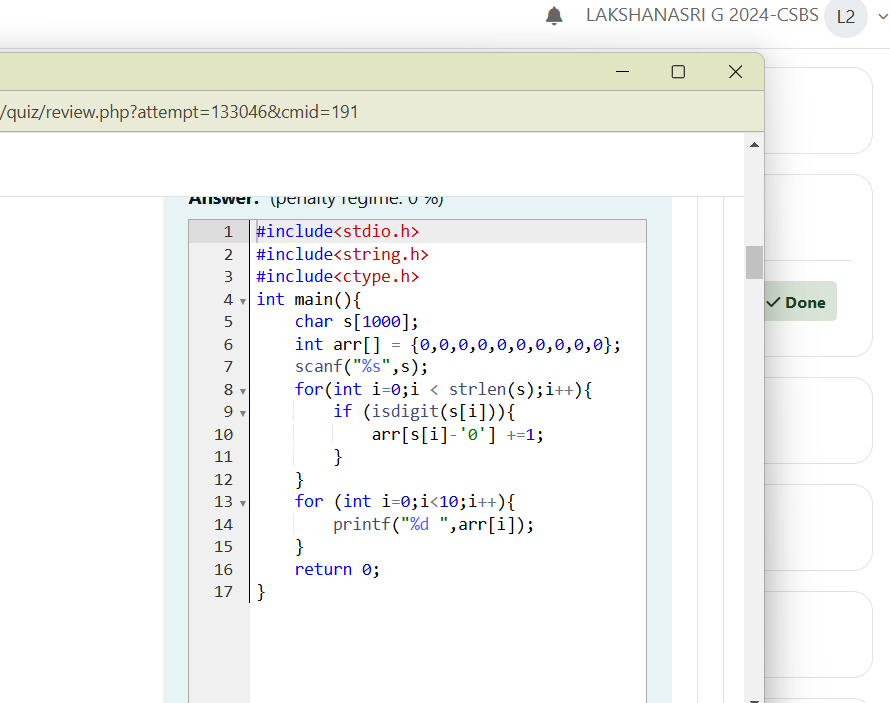 LAKSHANASRI G 2024-CSBS L2
/quiz/review.php?attempt=133046&cmid=191
Answer: (penalty regime: 0 %)
1 #include<stdio.h>
2 #include<string.h>
3 #include<ctype.h>
4 int main(){
5 char s[1000];
6 int arr[] = {0,0,0,0,0,0,0,0,0,0};
7 scanf("%s",s);
8 for(int i=0;i < strlen(s);i++){
9 if (isdigit(s[i])){
10 arr[s[i]-'0'] +=1;
11 }
12 }
13 for (int i=0;i<10;i++){
14 printf("%d ",arr[i]);
15 }
16 return 0;
17 }
Done